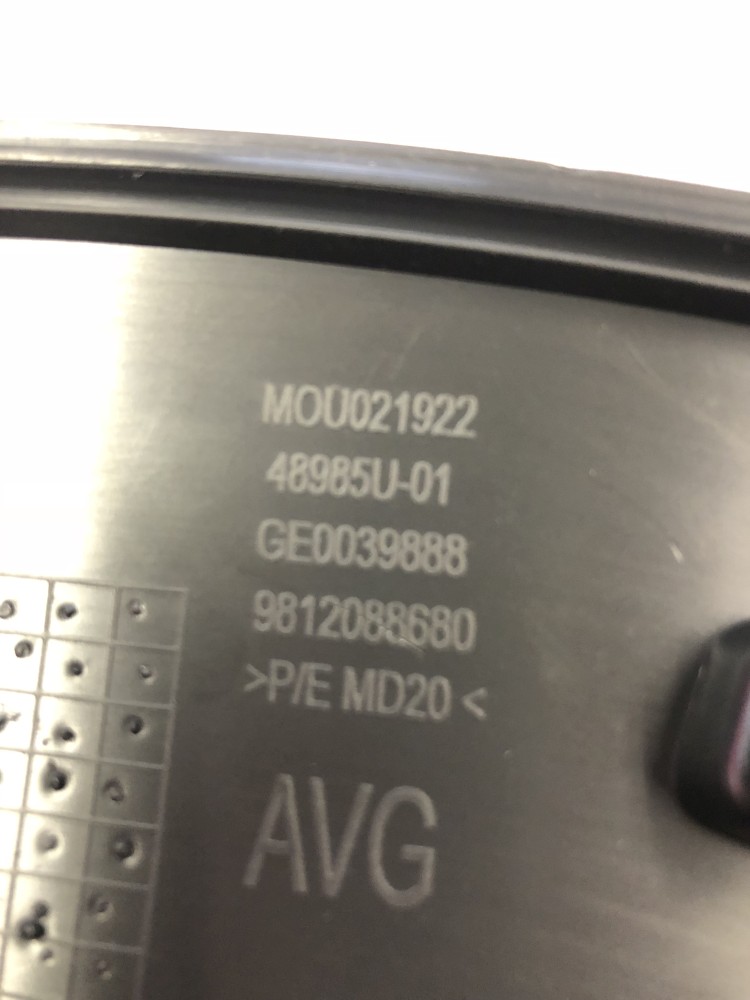 MOU021922
48985U-01
GE0039888
9812088680
>P/E MD20 <
AVG